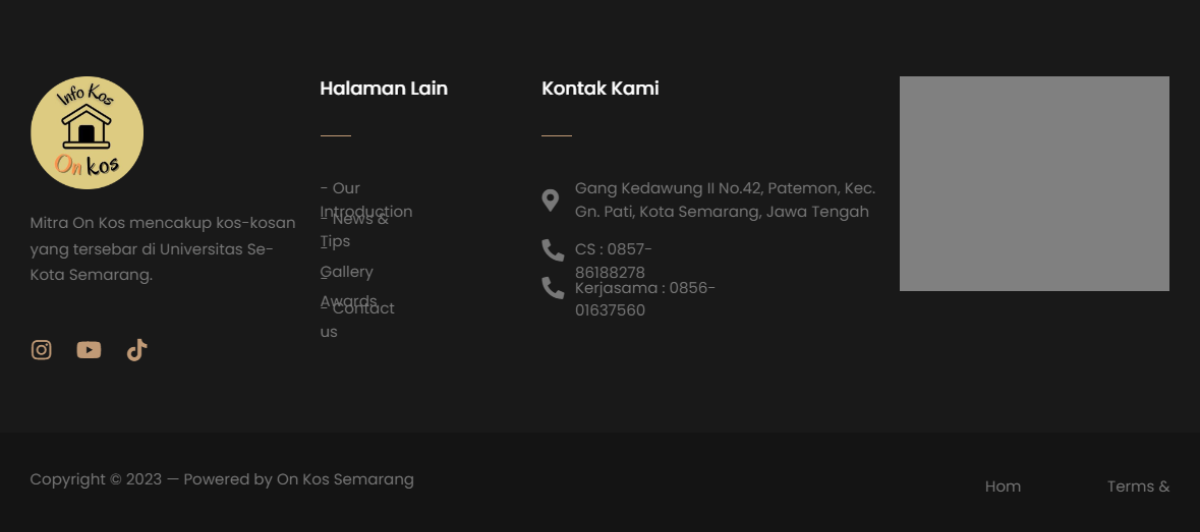 Info Kos
On kos
Mitra On Kos mencakup kos-kosan
yang tersebar di Universitas Se-
Kota Semarang.
Halaman Lain
- Our
Introduction
- News &
Tips
-
Gallery
-
Awards
- Contact
us
Kontak Kami
Gang Kedawung II No.42, Patemon, Kec.
Gn. Pati, Kota Semarang, Jawa Tengah
CS : 0857-
86188278
Kerjasama : 0856-
01637560
Copyright © 2023 — Powered by On Kos Semarang
Hom
Terms &